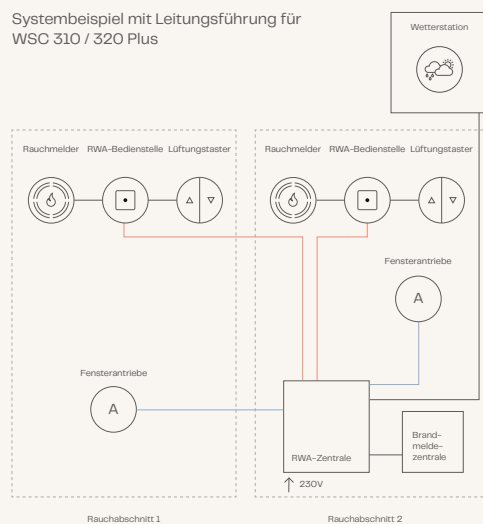 Systembeispiel mit Leitungsführung für
WSC 310 / 320 Plus
Wetterstation
Rauchmelder RWA-Bedienstelle Lüftungstaster
Rauchmelder RWA-Bedienstelle Lüftungstaster
Fensterantriebe
A
Fensterantriebe
A
RWA-Zentrale
Brand-
melde-
zentrale
230V
Rauchabschnitt 1
Rauchabschnitt 2